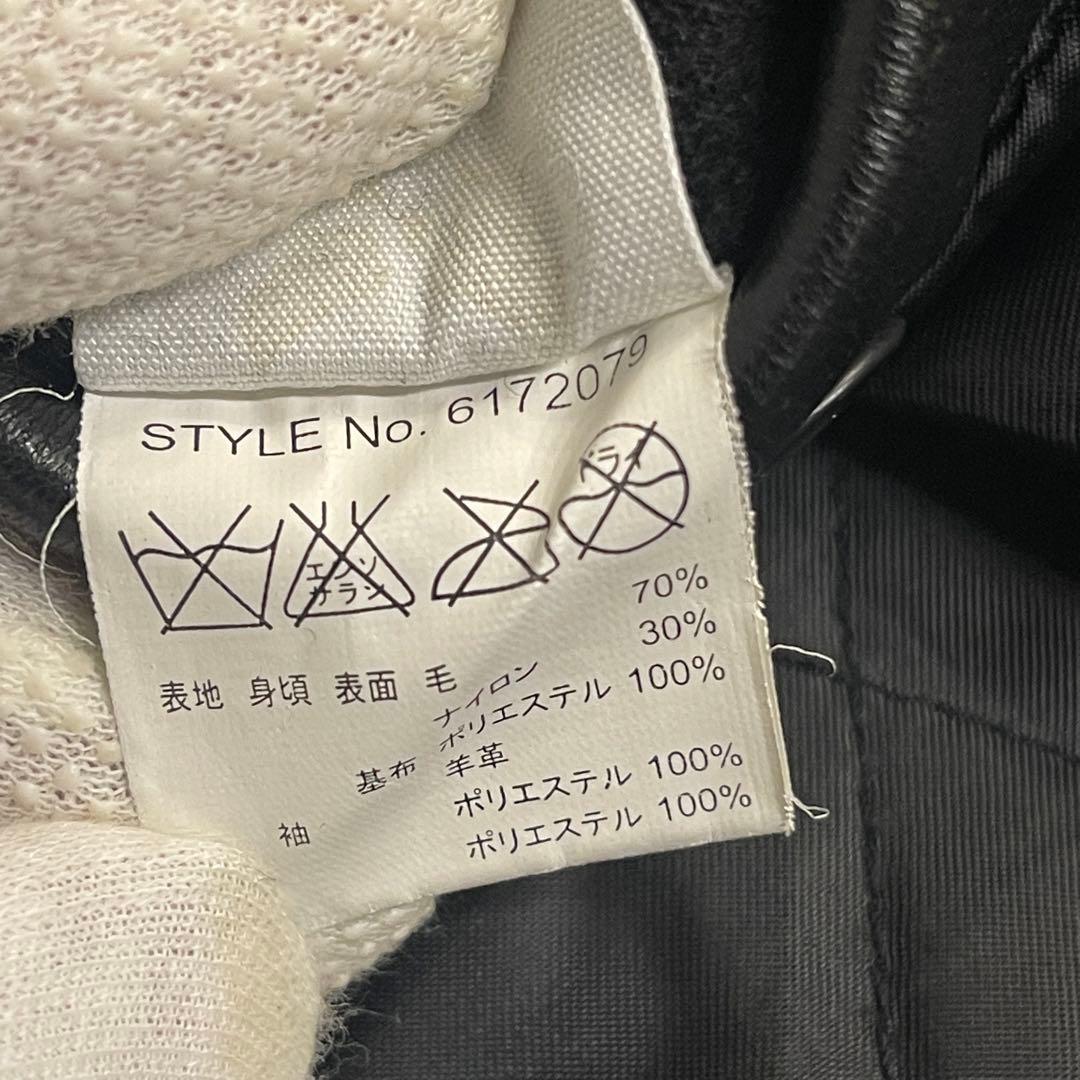 STYLE No. 6172079
エンソ
サラシ
ドライ
表地 身頃 表面 毛 70%
ナイロン 30%
基布 ポリエステル 100%
袖 羊革
ポリエステル 100%
ポリエステル 100%